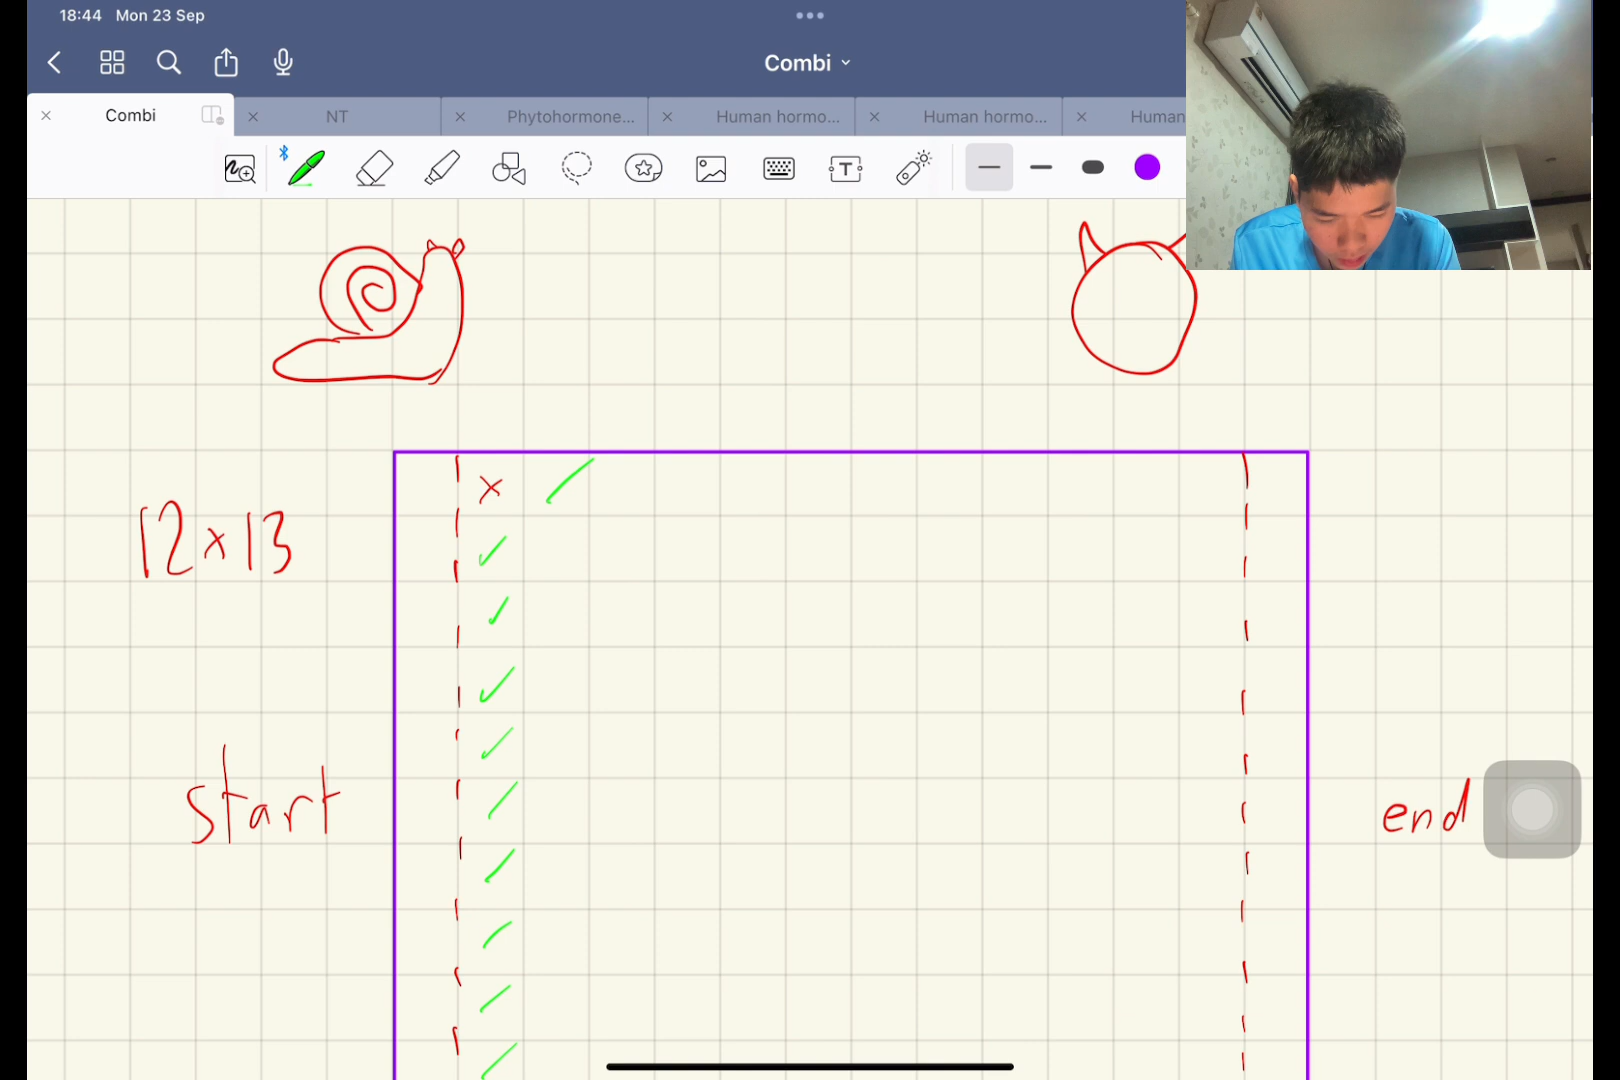 18:44 Mon 23 Sep
Combi
Combi
NT
Phytohormone...
Human hormo...
Human hormo...
Human
T
12x13
start
end